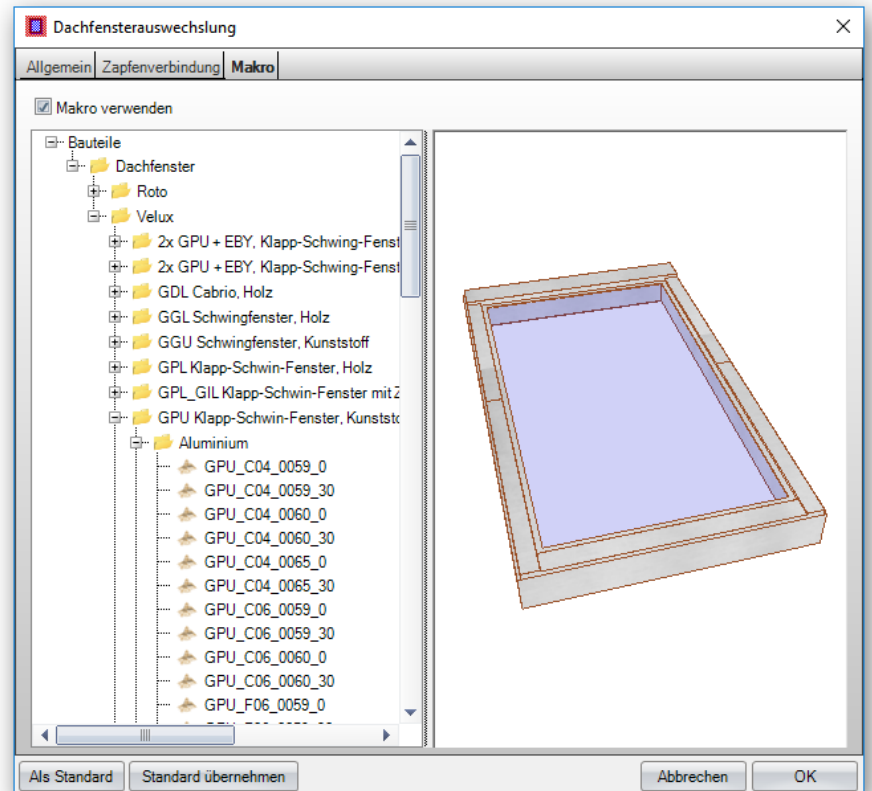 Dachfensterauswechslung
Allgemein Zapfenverbindung Makro
Makro verwenden
Bauteile
Dachfenster
Roto
Velux
2x GPU + EBY, Klapp-Schwing-Fenst
2x GPU + EBY, Klapp-Schwing-Fenst
GDL Cabrio, Holz
GGL Schwingfenster, Holz
GGU Schwingfenster, Kunststoff
GPL Klapp-Schwin-Fenster, Holz
GPL_GIL Klapp-Schwin-Fenster mit Z
GPU Klapp-Schwin-Fenster, Kunststo
Aluminium
GPU_C04_0059_0
GPU_C04_0059_30
GPU_C04_0060_0
GPU_C04_0060_30
GPU_C04_0065_0
GPU_C04_0065_30
GPU_C06_0059_0
GPU_C06_0059_30
GPU_C06_0060_0
GPU_C06_0060_30
GPU_F06_0059_0
Als Standard Standard übernehmen Abbrechen OK